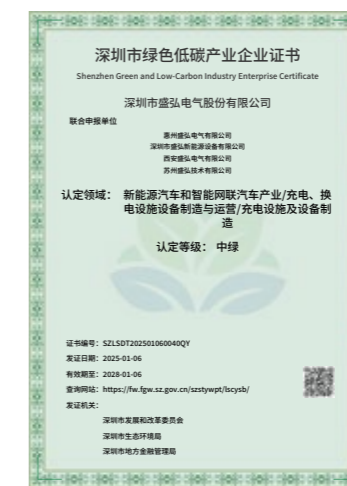 深圳市绿色低碳产业企业证书
Shenzhen Green and Low-Carbon Industry Enterprise Certificate
深圳市盛弘电气股份有限公司
联合申报单位
惠州盛弘电气有限公司
深圳市盛弘新能源设备有限公司
西安盛弘电气有限公司
苏州盛弘技术有限公司
认定领域： 新能源汽车和智能网联汽车产业/充电、换
电设施设备制造与运营/充电设施及设备制
造
认定等级： 中绿
证书编号：SZLSDT202501060040QY
发证日期：2025-01-06
有效期至：2028-01-06
查询网站：https://fw.fgw.sz.gov.cn/szstywpt/lscysb/
发证机关：
深圳市发展和改革委员会
深圳市生态环境局
深圳市地方金融管理局